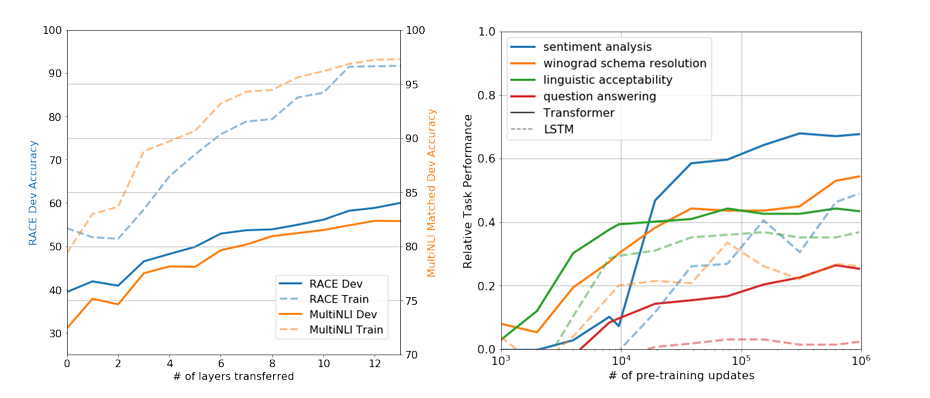 100
90
80
70
60
50
40
30
0
2
4
6
8
10
12
# of layers transferred
RACE Dev Accuracy
RACE Dev
RACE Train
MultiNLI Dev
MultiNLI Train
100
95
90
85
80
75
70
MultiNLI Matched Dev Accuracy
1.0
0.8
0.6
0.4
0.2
0.0
Relative Task Performance
sentiment analysis
winograd schema resolution
linguistic acceptability
question answering
Transformer
LSTM
10³
10⁴
10⁵
10⁶
# of pre-training updates